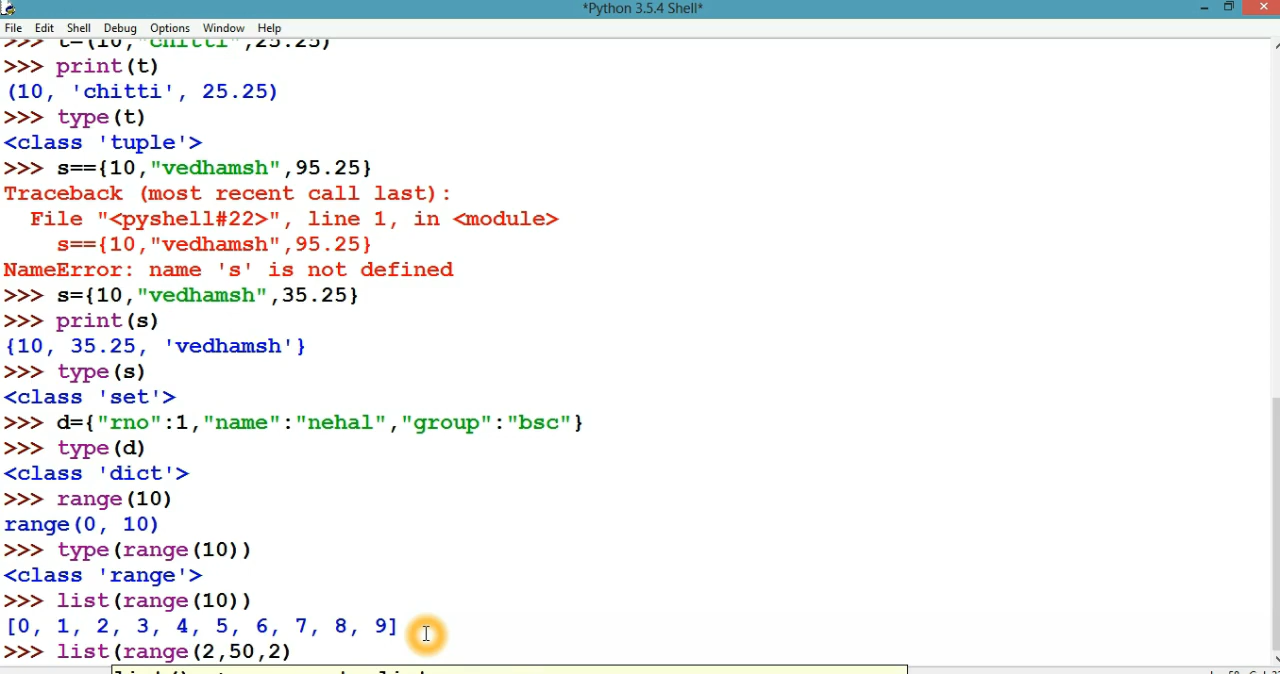 *Python 3.5.4 Shell*
File Edit Shell Debug Options Window Help
>>> t=(10,"chitti",25.25)
>>> print(t)
(10, 'chitti', 25.25)
>>> type(t)
<class 'tuple'>
>>> s=={10,"vedhamsh",95.25}
Traceback (most recent call last):
  File "<pyshell#22>", line 1, in <module>
    s=={10,"vedhamsh",95.25}
NameError: name 's' is not defined
>>> s={10,"vedhamsh",35.25}
>>> print(s)
{10, 35.25, 'vedhamsh'}
>>> type(s)
<class 'set'>
>>> d={"rno":1,"name":"nehal","group":"bsc"}
>>> type(d)
<class 'dict'>
>>> range(10)
range(0, 10)
>>> type(range(10))
<class 'range'>
>>> list(range(10))
[0, 1, 2, 3, 4, 5, 6, 7, 8, 9]
>>> list(range(2,50,2)